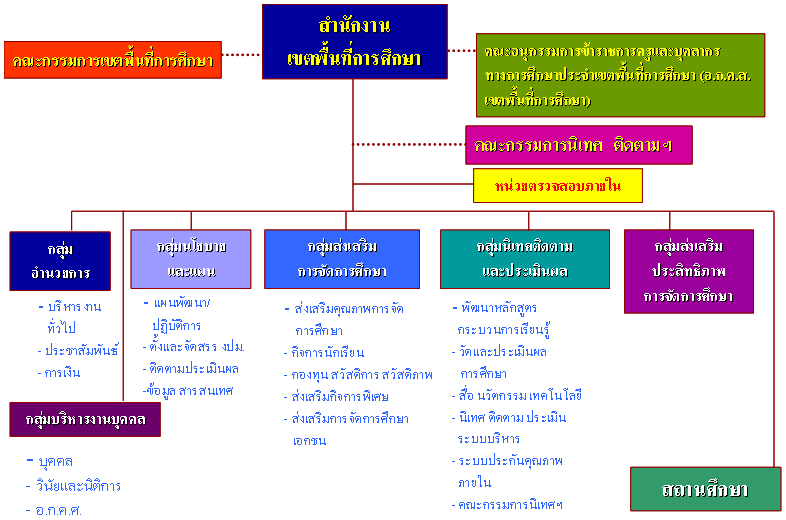 สำนักงาน
เขตพื้นที่การศึกษา
คณะกรรมการเขตพื้นที่การศึกษา
คณะอนุกรรมการข้าราชการครูและบุคลากร
ทางการศึกษาประจำเขตพื้นที่การศึกษา (อ.ก.ค.ส.
เขตพื้นที่การศึกษา)
คณะกรรมการนิเทศ ติดตามฯ
หน่วยตรวจสอบภายใน
กลุ่ม
อำนวยการ
- บริหารงาน
ทั่วไป
- ประชาสัมพันธ์
- การเงิน
กลุ่มนโยบาย
และแผน
- แผนพัฒนา/
ปฏิบัติการ
- ตั้งและจัดสรร งปม.
- ติดตามประเมินผล
-ข้อมูล สารสนเทศ
กลุ่มส่งเสริม
การจัดการศึกษา
- ส่งเสริมคุณภาพการจัด
การศึกษา
- กิจการนักเรียน
- กองทุน สวัสดิการ สวัสดิภาพ
- ส่งเสริมกิจการพิเศษ
- ส่งเสริมการจัดการศึกษา
เอกชน
กลุ่มนิเทศติดตาม
และประเมินผล
- พัฒนาหลักสูตร
กระบวนการเรียนรู้
- วัดและประเมินผล
การศึกษา
- สื่อ นวัตกรรม เทคโนโลยี
- นิเทศ ติดตาม ประเมิน
ระบบบริหาร
- ระบบประกันคุณภาพ
ภายใน
- คณะกรรมการนิเทศฯ
กลุ่มส่งเสริม
ประสิทธิภาพ
การจัดการศึกษา
กลุ่มบริหารงานบุคคล
- บุคคล
- วินัยและนิติการ
- อ.ก.ค.ศ.
สถานศึกษา